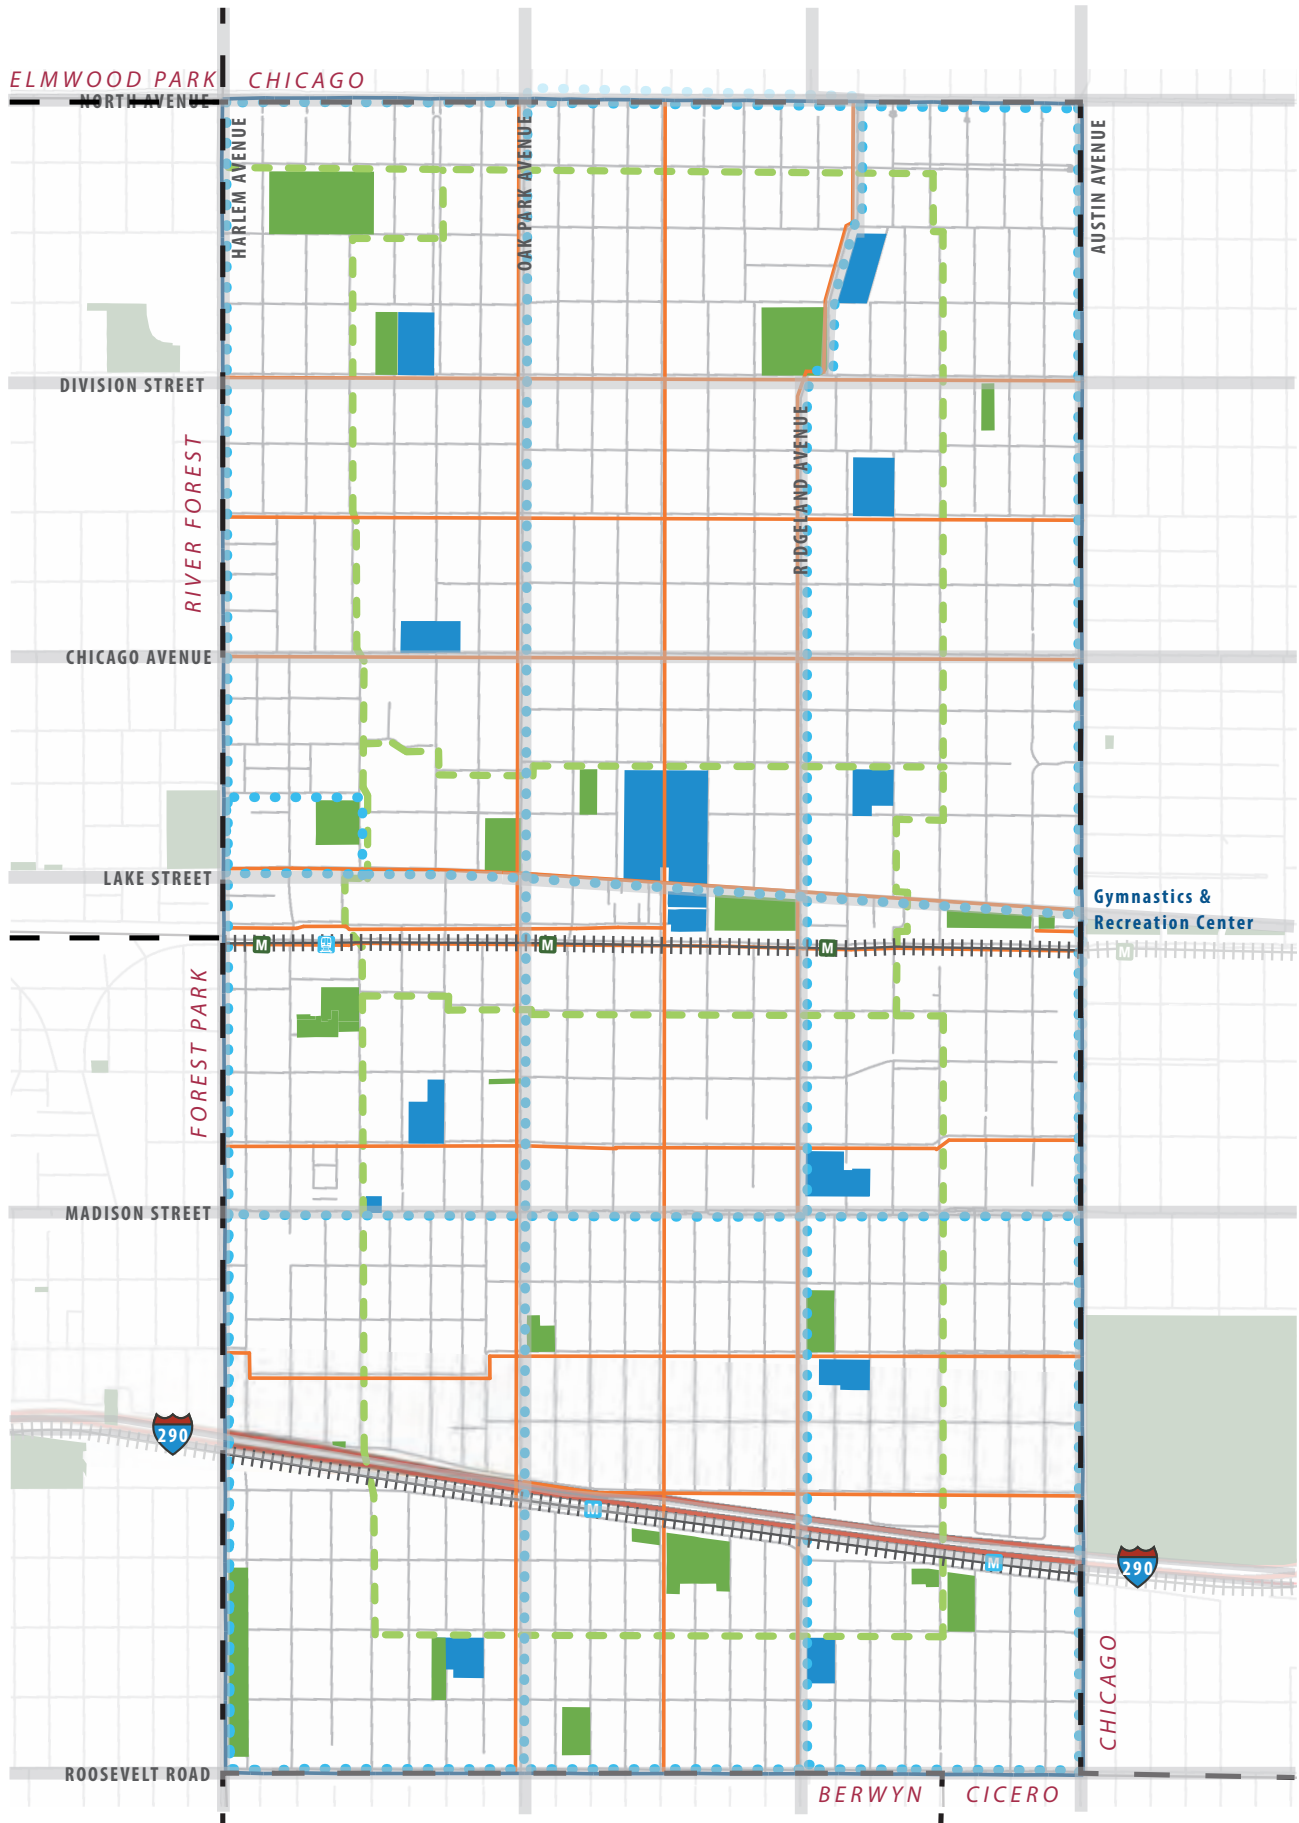 ELMWOOD PARK
CHICAGO
NORTH AVENUE
HARLEM AVENUE
OAK PARK AVENUE
AUSTIN AVENUE
DIVISION STREET
RIDGELAND AVENUE
RIVER FOREST
CHICAGO AVENUE
LAKE STREET
Gymnastics &
Recreation Center
M
M
M
M
FOREST PARK
MADISON STREET
290
M
M
290
CHICAGO
ROOSEVELT ROAD
BERWYN
CICERO